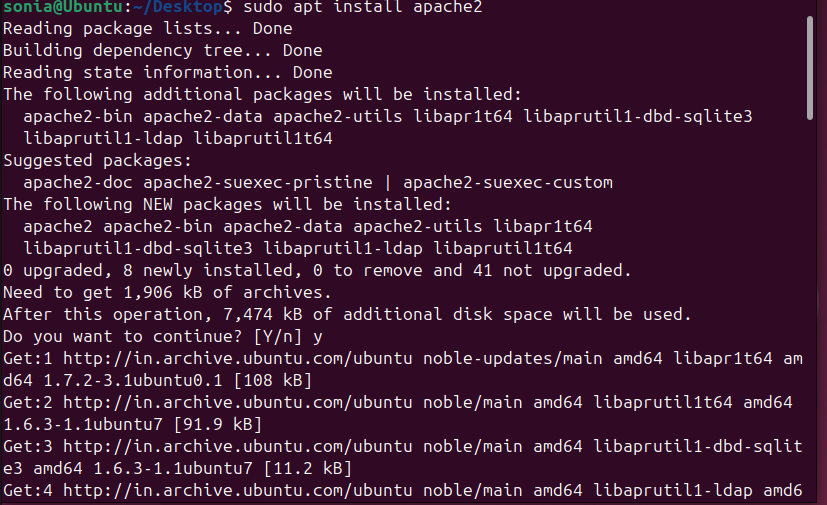 sonia@Ubuntu:~/Desktop$ sudo apt install apache2
Reading package lists... Done
Building dependency tree... Done
Reading state information... Done
The following additional packages will be installed:
  apache2-bin apache2-data apache2-utils libapr1t64 libaprutil1-dbd-sqlite3
  libaprutil1-ldap libaprutil1t64
Suggested packages:
  apache2-doc apache2-suexec-pristine | apache2-suexec-custom
The following NEW packages will be installed:
  apache2 apache2-bin apache2-data apache2-utils libapr1t64
  libaprutil1-dbd-sqlite3 libaprutil1-ldap libaprutil1t64
0 upgraded, 8 newly installed, 0 to remove and 41 not upgraded.
Need to get 1,906 kB of archives.
After this operation, 7,474 kB of additional disk space will be used.
Do you want to continue? [Y/n] y
Get:1 http://in.archive.ubuntu.com/ubuntu noble-updates/main amd64 libapr1t64 am
d64 1.7.2-3.1ubuntu0.1 [108 kB]
Get:2 http://in.archive.ubuntu.com/ubuntu noble/main amd64 libaprutil1t64 amd64
1.6.3-1.1ubuntu7 [91.9 kB]
Get:3 http://in.archive.ubuntu.com/ubuntu noble/main amd64 libaprutil1-dbd-sqlit
e3 amd64 1.6.3-1.1ubuntu7 [11.2 kB]
Get:4 http://in.archive.ubuntu.com/ubuntu noble/main amd64 libaprutil1-ldap amd6